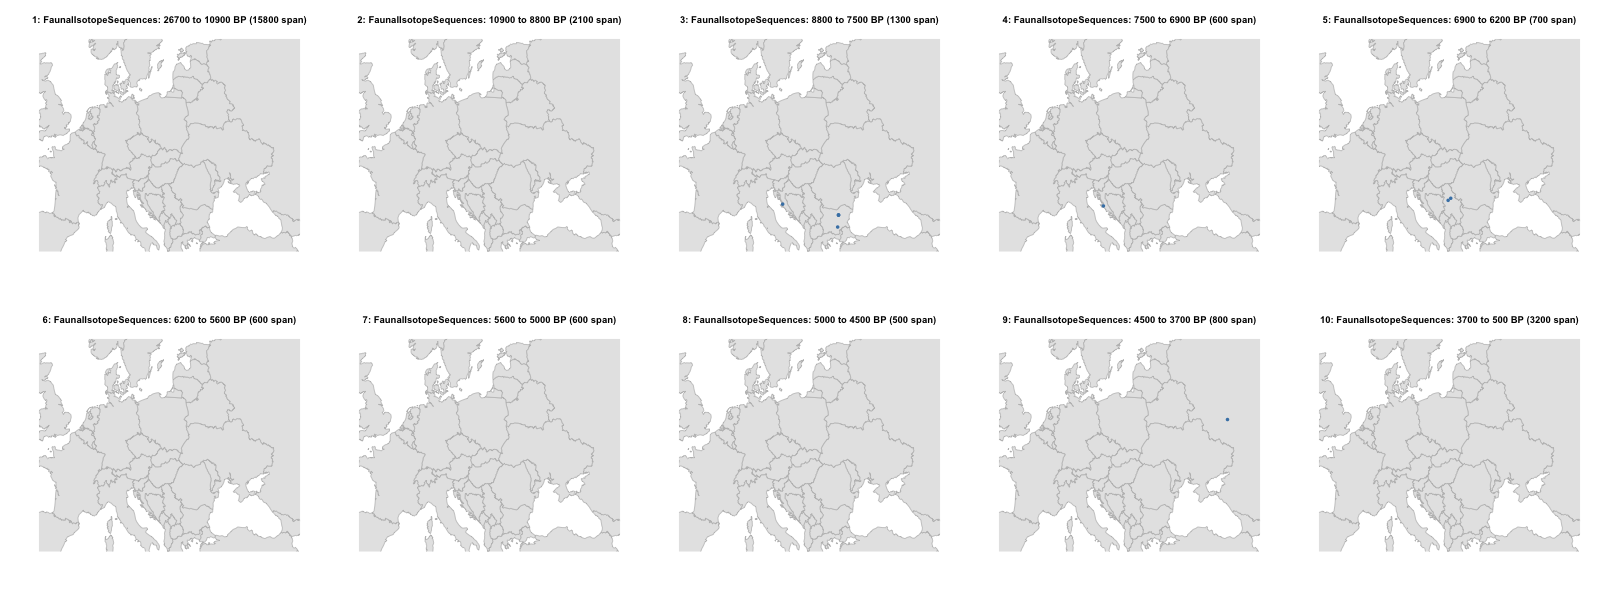 1: FaunalIsotopeSequences: 26700 to 10900 BP (15800 span)
2: FaunalIsotopeSequences: 10900 to 8800 BP (2100 span)
3: FaunalIsotopeSequences: 8800 to 7500 BP (1300 span)
4: FaunalIsotopeSequences: 7500 to 6900 BP (600 span)
5: FaunalIsotopeSequences: 6900 to 6200 BP (700 span)
6: FaunalIsotopeSequences: 6200 to 5600 BP (600 span)
7: FaunalIsotopeSequences: 5600 to 5000 BP (600 span)
8: FaunalIsotopeSequences: 5000 to 4500 BP (500 span)
9: FaunalIsotopeSequences: 4500 to 3700 BP (800 span)
10: FaunalIsotopeSequences: 3700 to 500 BP (3200 span)